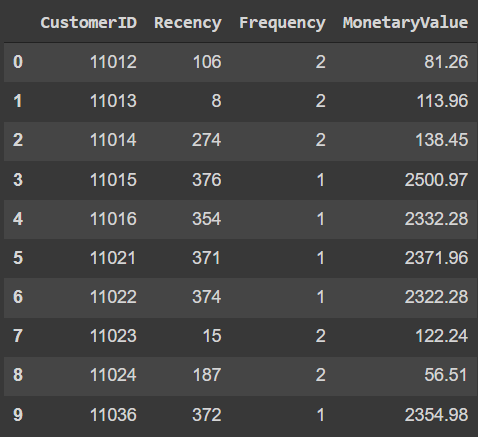 CustomerID Recency Frequency MonetaryValue
0 11012 106 2 81.26
1 11013 8 2 113.96
2 11014 274 2 138.45
3 11015 376 1 2500.97
4 11016 354 1 2332.28
5 11021 371 1 2371.96
6 11022 374 1 2322.28
7 11023 15 2 122.24
8 11024 187 2 56.51
9 11036 372 1 2354.98